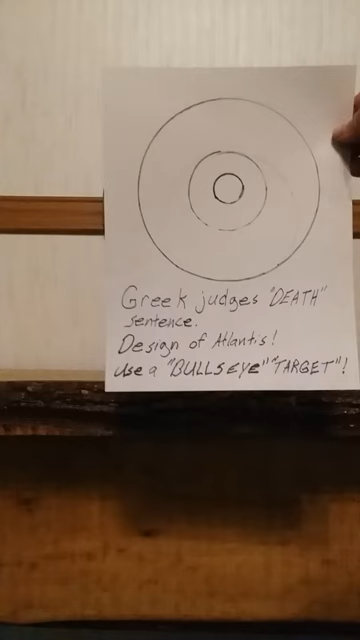 Greek judges "DEATH"
sentence.
Design of Atlantis!
use a "BULLSEYE" "TARGET"!